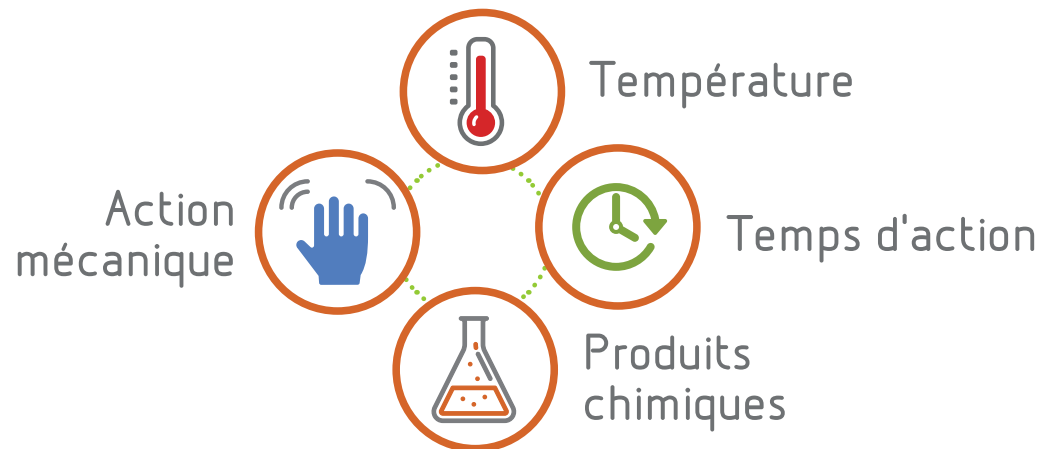 Température
Action
mécanique
Temps d'action
Produits
chimiques